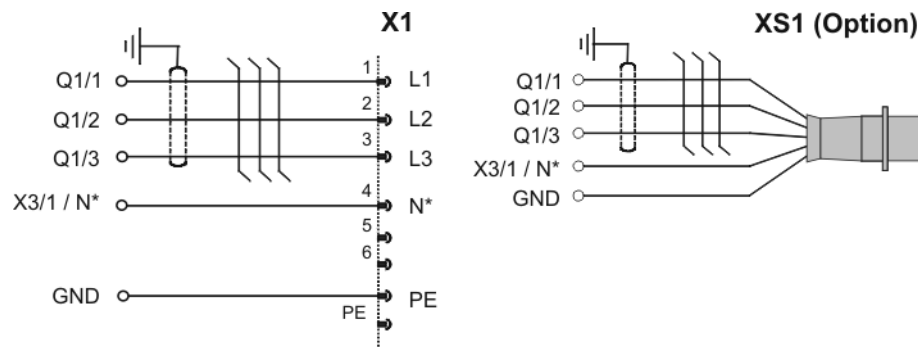 X1
XS1 (Option)
Q1/1
1
L1
Q1/2
2
L2
Q1/3
3
L3
X3/1 / N*
4
N*
5
6
GND
PE
PE
Q1/1
Q1/2
Q1/3
X3/1 / N*
GND